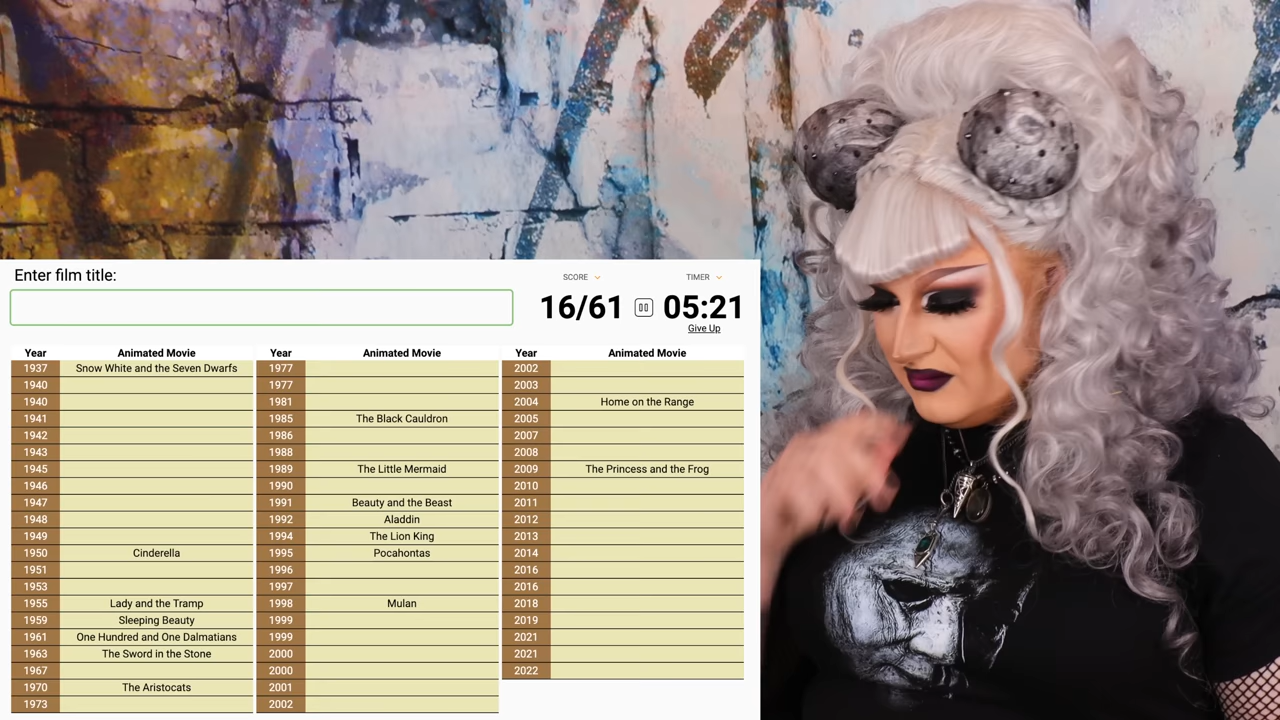 Enter film title:
SCORE
TIMER
16/61
05:21
Give Up
Year Animated Movie
1937 Snow White and the Seven Dwarfs
1940
1940
1941
1942
1943
1945
1946
1947
1948
1949
1950 Cinderella
1951
1953
1955 Lady and the Tramp
1959 Sleeping Beauty
1961 One Hundred and One Dalmatians
1963 The Sword in the Stone
1967
1970 The Aristocats
1973
Year Animated Movie
1977
1977
1981
1985 The Black Cauldron
1986
1988
1989 The Little Mermaid
1990
1991 Beauty and the Beast
1992 Aladdin
1994 The Lion King
1995 Pocahontas
1996
1997
1998 Mulan
1999
1999
2000
2000
2001
2002
Year Animated Movie
2002
2003
2004 Home on the Range
2005
2007
2008
2009 The Princess and the Frog
2010
2011
2012
2013
2014
2016
2016
2018
2019
2021
2021
2022